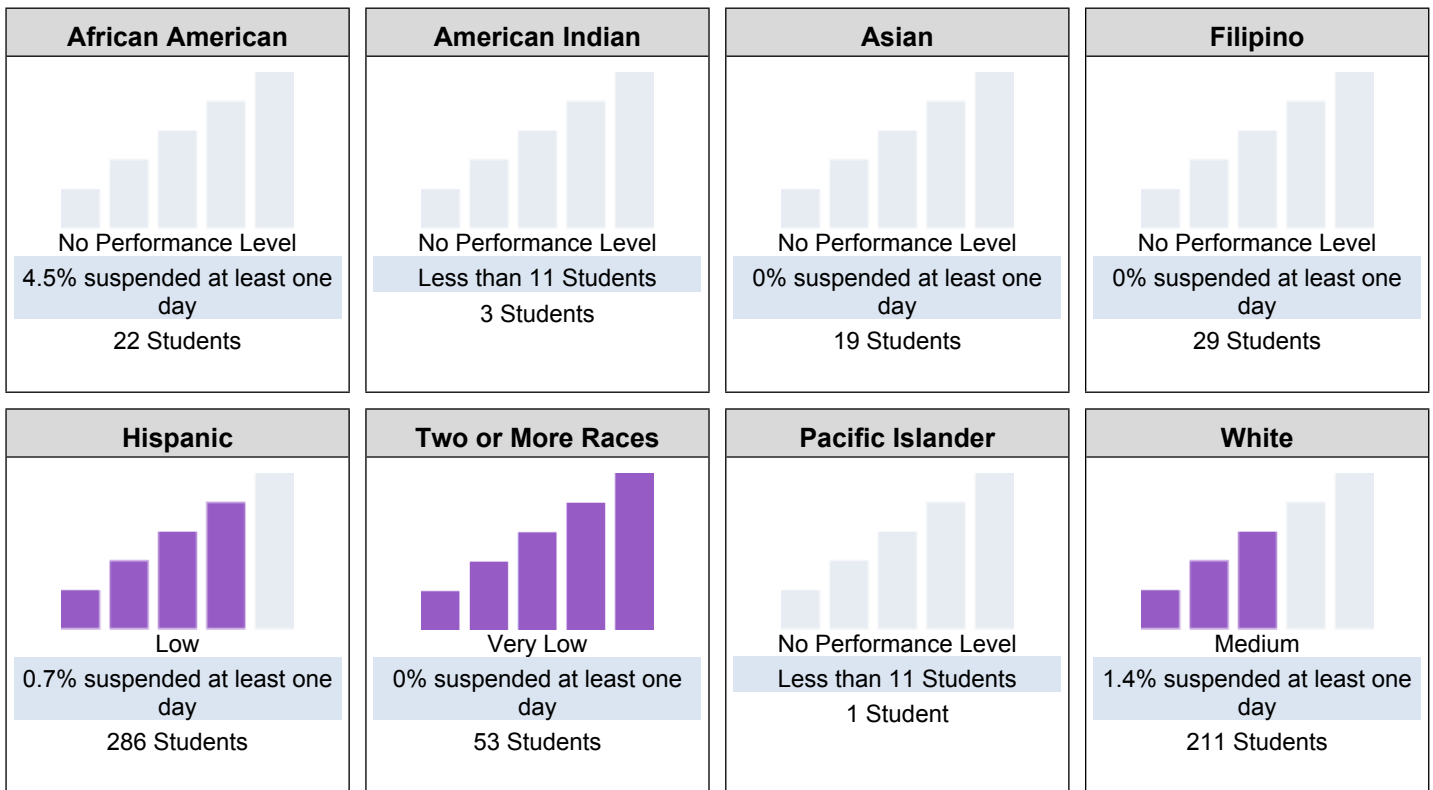 African American
No Performance Level
4.5% suspended at least one
day
22 Students
American Indian
No Performance Level
Less than 11 Students
3 Students
Asian
No Performance Level
0% suspended at least one
day
19 Students
Filipino
No Performance Level
0% suspended at least one
day
29 Students
Hispanic
Low
0.7% suspended at least one
day
286 Students
Two or More Races
Very Low
0% suspended at least one
day
53 Students
Pacific Islander
No Performance Level
Less than 11 Students
1 Student
White
Medium
1.4% suspended at least one
day
211 Students